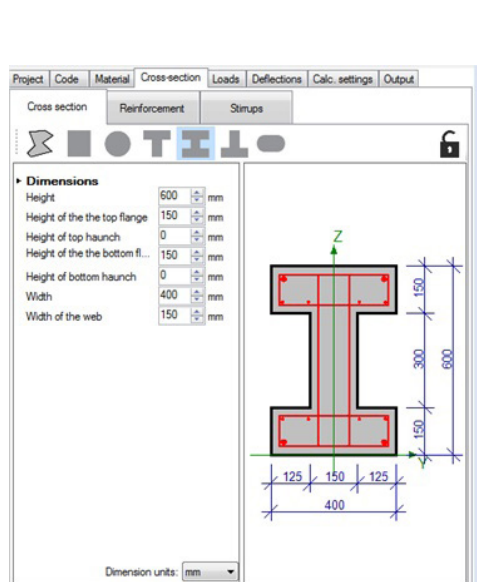 Project Code Material Cross-section Loads Deflections Calc. settings Output
Cross section Reinforcement Stirrups
Dimensions
Height 600 mm
Height of the the top flange 150 mm
Height of top haunch 0 mm
Height of the the bottom fl... 150 mm
Height of bottom haunch 0 mm
Width 400 mm
Width of the web 150 mm
Z
150
300
600
150
Y
125 150 125
400
Dimension units: mm